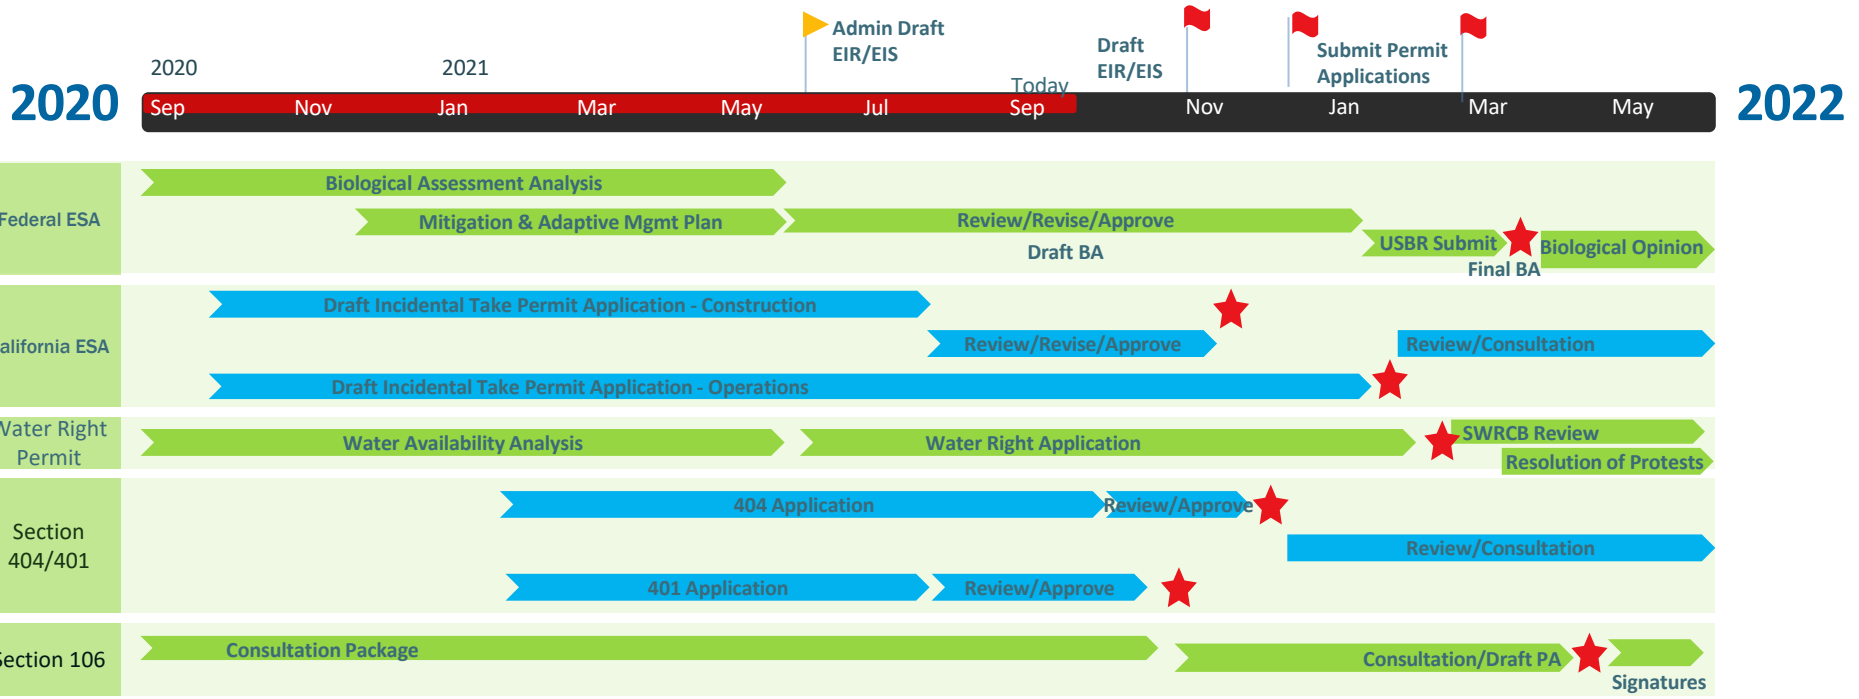 Admin Draft
EIR/EIS
Draft
EIR/EIS
Submit Permit
Applications
2020
2021
Today
2020
Sep
Nov
Jan
Mar
May
Jul
Sep
Nov
Jan
Mar
May
2022
Federal ESA
Biological Assessment Analysis
Mitigation & Adaptive Mgmt Plan
Review/Revise/Approve
Draft BA
USBR Submit
Final BA
Biological Opinion
alifornia ESA
Draft Incidental Take Permit Application - Construction
Review/Revise/Approve
Review/Consultation
Draft Incidental Take Permit Application - Operations
Water Right
Permit
Water Availability Analysis
Water Right Application
SWRCB Review
Resolution of Protests
Section
404/401
404 Application
Review/Approve
Review/Consultation
401 Application
Review/Approve
Section 106
Consultation Package
Consultation/Draft PA
Signatures